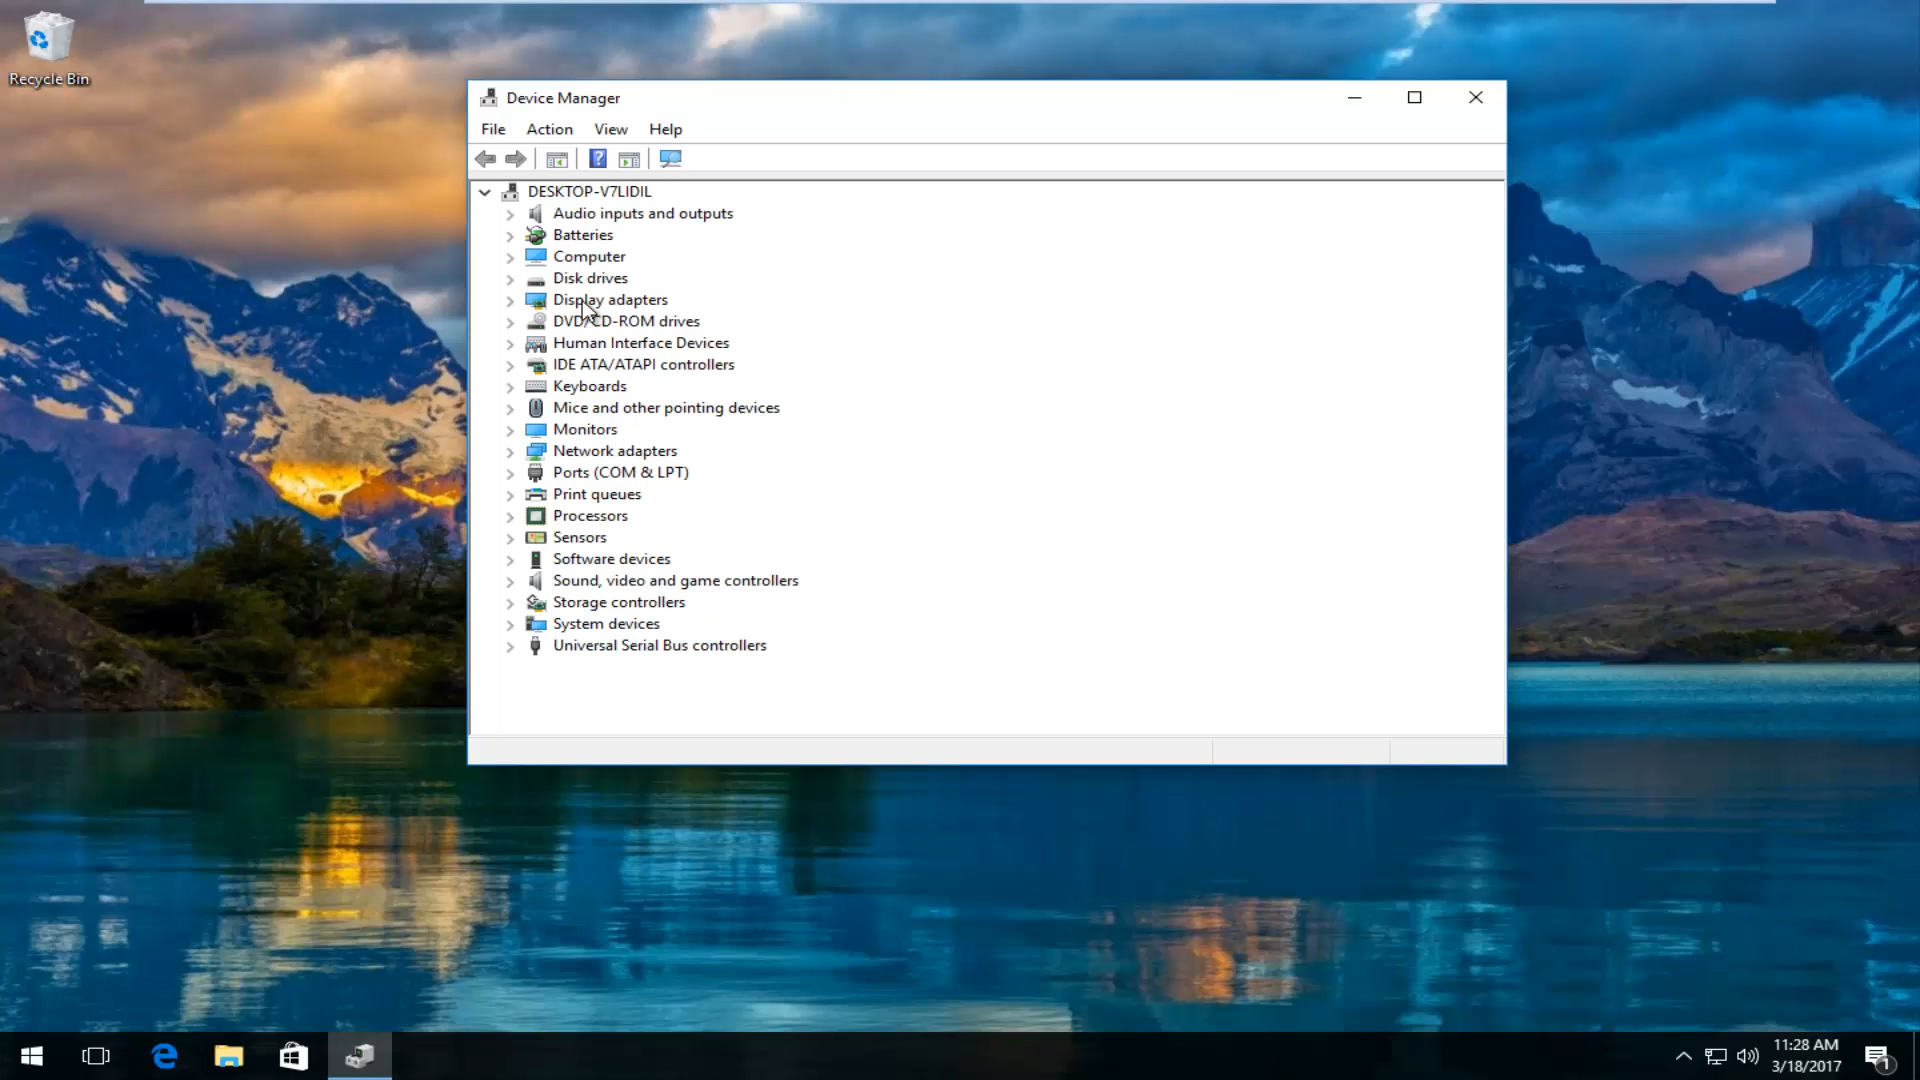 Recycle Bin
Device Manager
File Action View Help
?
DESKTOP-V7LIDIL
Audio inputs and outputs
Batteries
Computer
Disk drives
Display adapters
DVD/CD-ROM drives
Human Interface Devices
IDE ATA/ATAPI controllers
Keyboards
Mice and other pointing devices
Monitors
Network adapters
Ports (COM & LPT)
Print queues
Processors
Sensors
Software devices
Sound, video and game controllers
Storage controllers
System devices
Universal Serial Bus controllers
11:28 AM
3/18/2017
1